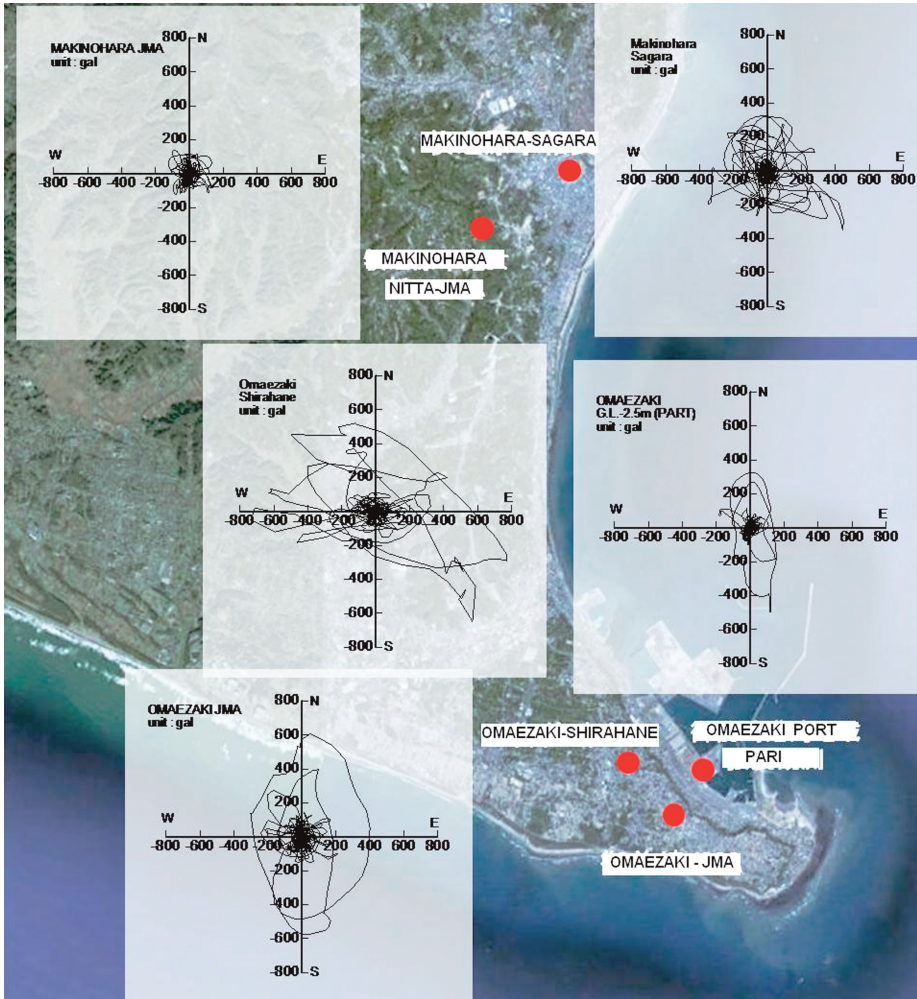 MAKINOHARA JMA
unit : gal
800 N
600
400
200
W E
-800 -600 -400 -200 200 400 600 800
-200
-400
-600
-800 S
Makinohara
Sagara
unit : gal
800 N
600
400
200
W E
-800 -600 -400 -200 200 400 600 800
-200
-400
-600
-800 S
MAKINOHARA-SAGARA
MAKINOHARA
NITTA-JMA
Omaezaki
Shirahane
unit : gal
800 N
600
400
200
W E
-800 -600 -400 -200 200 400 600 800
-200
-400
-600
-800 S
OMAEZAKI
G.L.-2.5m (PART)
unit : gal
800 N
600
400
200
W E
-800 -600 -400 -200 200 400 600 800
-200
-400
-600
-800 S
OMAEZAKI JMA
unit : gal
800 N
600
400
200
W E
-800 -600 -400 -200 200 400 600 800
-200
-400
-600
-800 S
OMAEZAKI-SHIRAHANE
OMAEZAKI PORT
PARI
OMAEZAKI - JMA